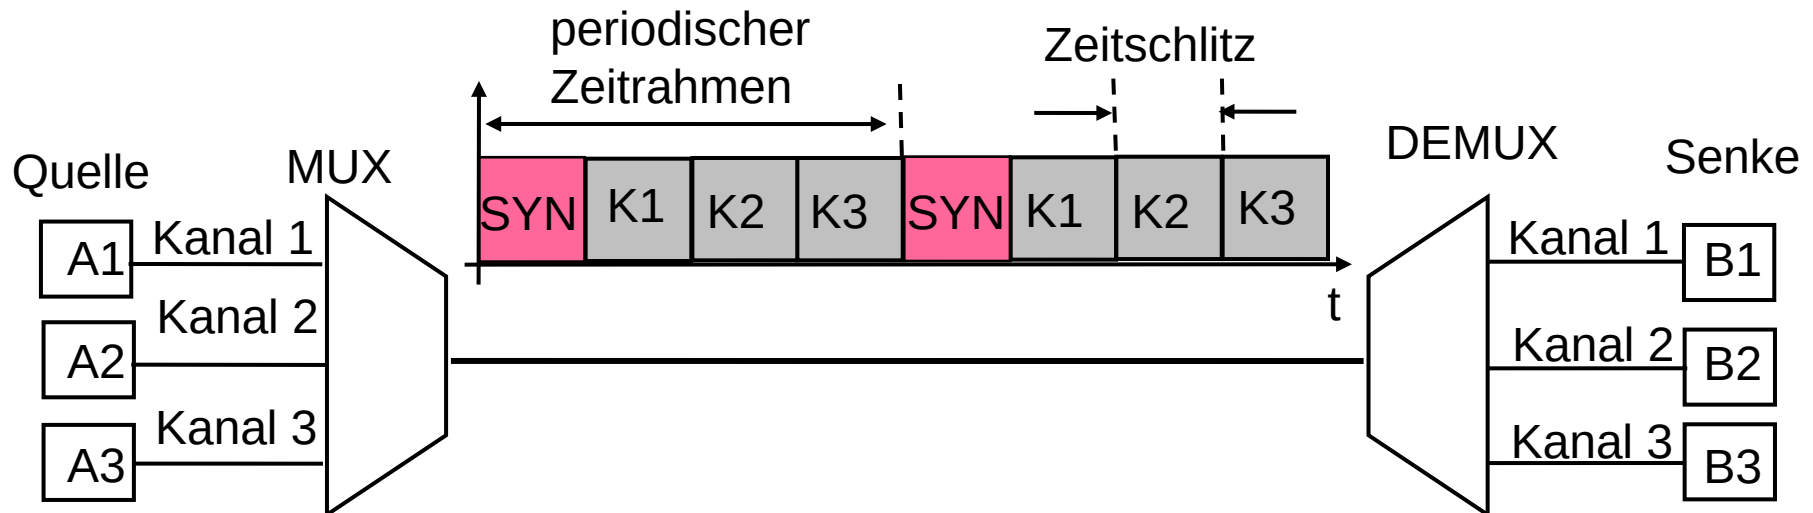 periodischer
Zeitrahmen
Zeitschlitz
Quelle
MUX
DEMUX
Senke
SYN K1 K2 K3 SYN K1 K2 K3
t
A1 Kanal 1
A2 Kanal 2
A3 Kanal 3
Kanal 1 B1
Kanal 2 B2
Kanal 3 B3